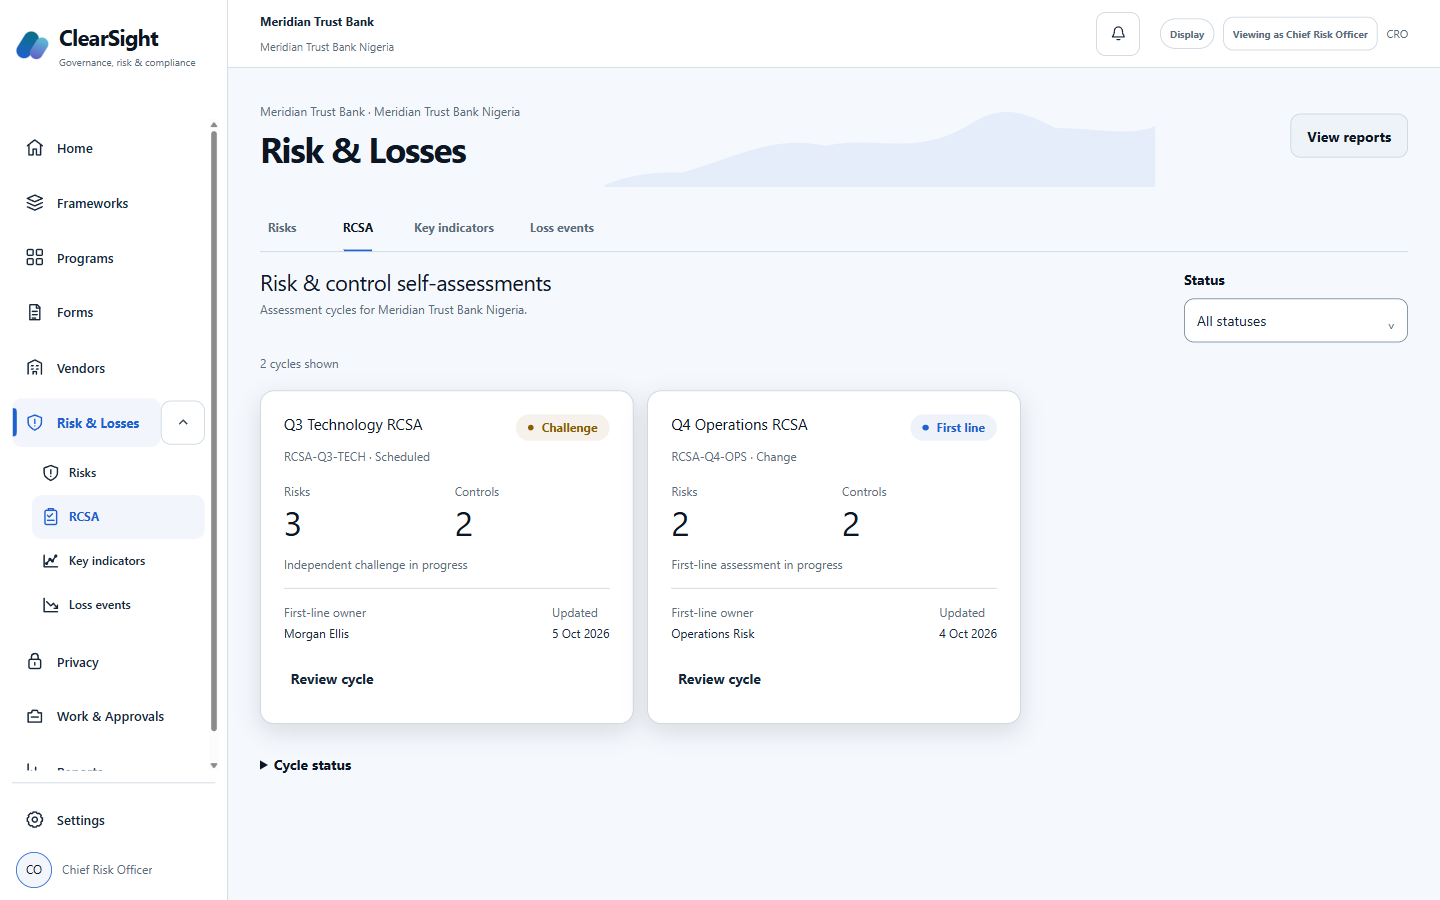 ClearSight
Governance, risk & compliance
Home
Frameworks
Programs
Forms
Vendors
Risk & Losses
Risks
RCSA
Key indicators
Loss events
Privacy
Work & Approvals
Settings
CO
Chief Risk Officer
Meridian Trust Bank
Meridian Trust Bank Nigeria
Display
Viewing as Chief Risk Officer
CRO
Meridian Trust Bank · Meridian Trust Bank Nigeria
Risk & Losses
View reports
Risks
RCSA
Key indicators
Loss events
Risk & control self-assessments
Assessment cycles for Meridian Trust Bank Nigeria.
Status
All statuses
2 cycles shown
Q3 Technology RCSA
Challenge
RCSA-Q3-TECH · Scheduled
Risks
Controls
3
2
Independent challenge in progress
First-line owner
Updated
Morgan Ellis
5 Oct 2026
Review cycle
Q4 Operations RCSA
First line
RCSA-Q4-OPS · Change
Risks
Controls
2
2
First-line assessment in progress
First-line owner
Updated
Operations Risk
4 Oct 2026
Review cycle
Cycle status